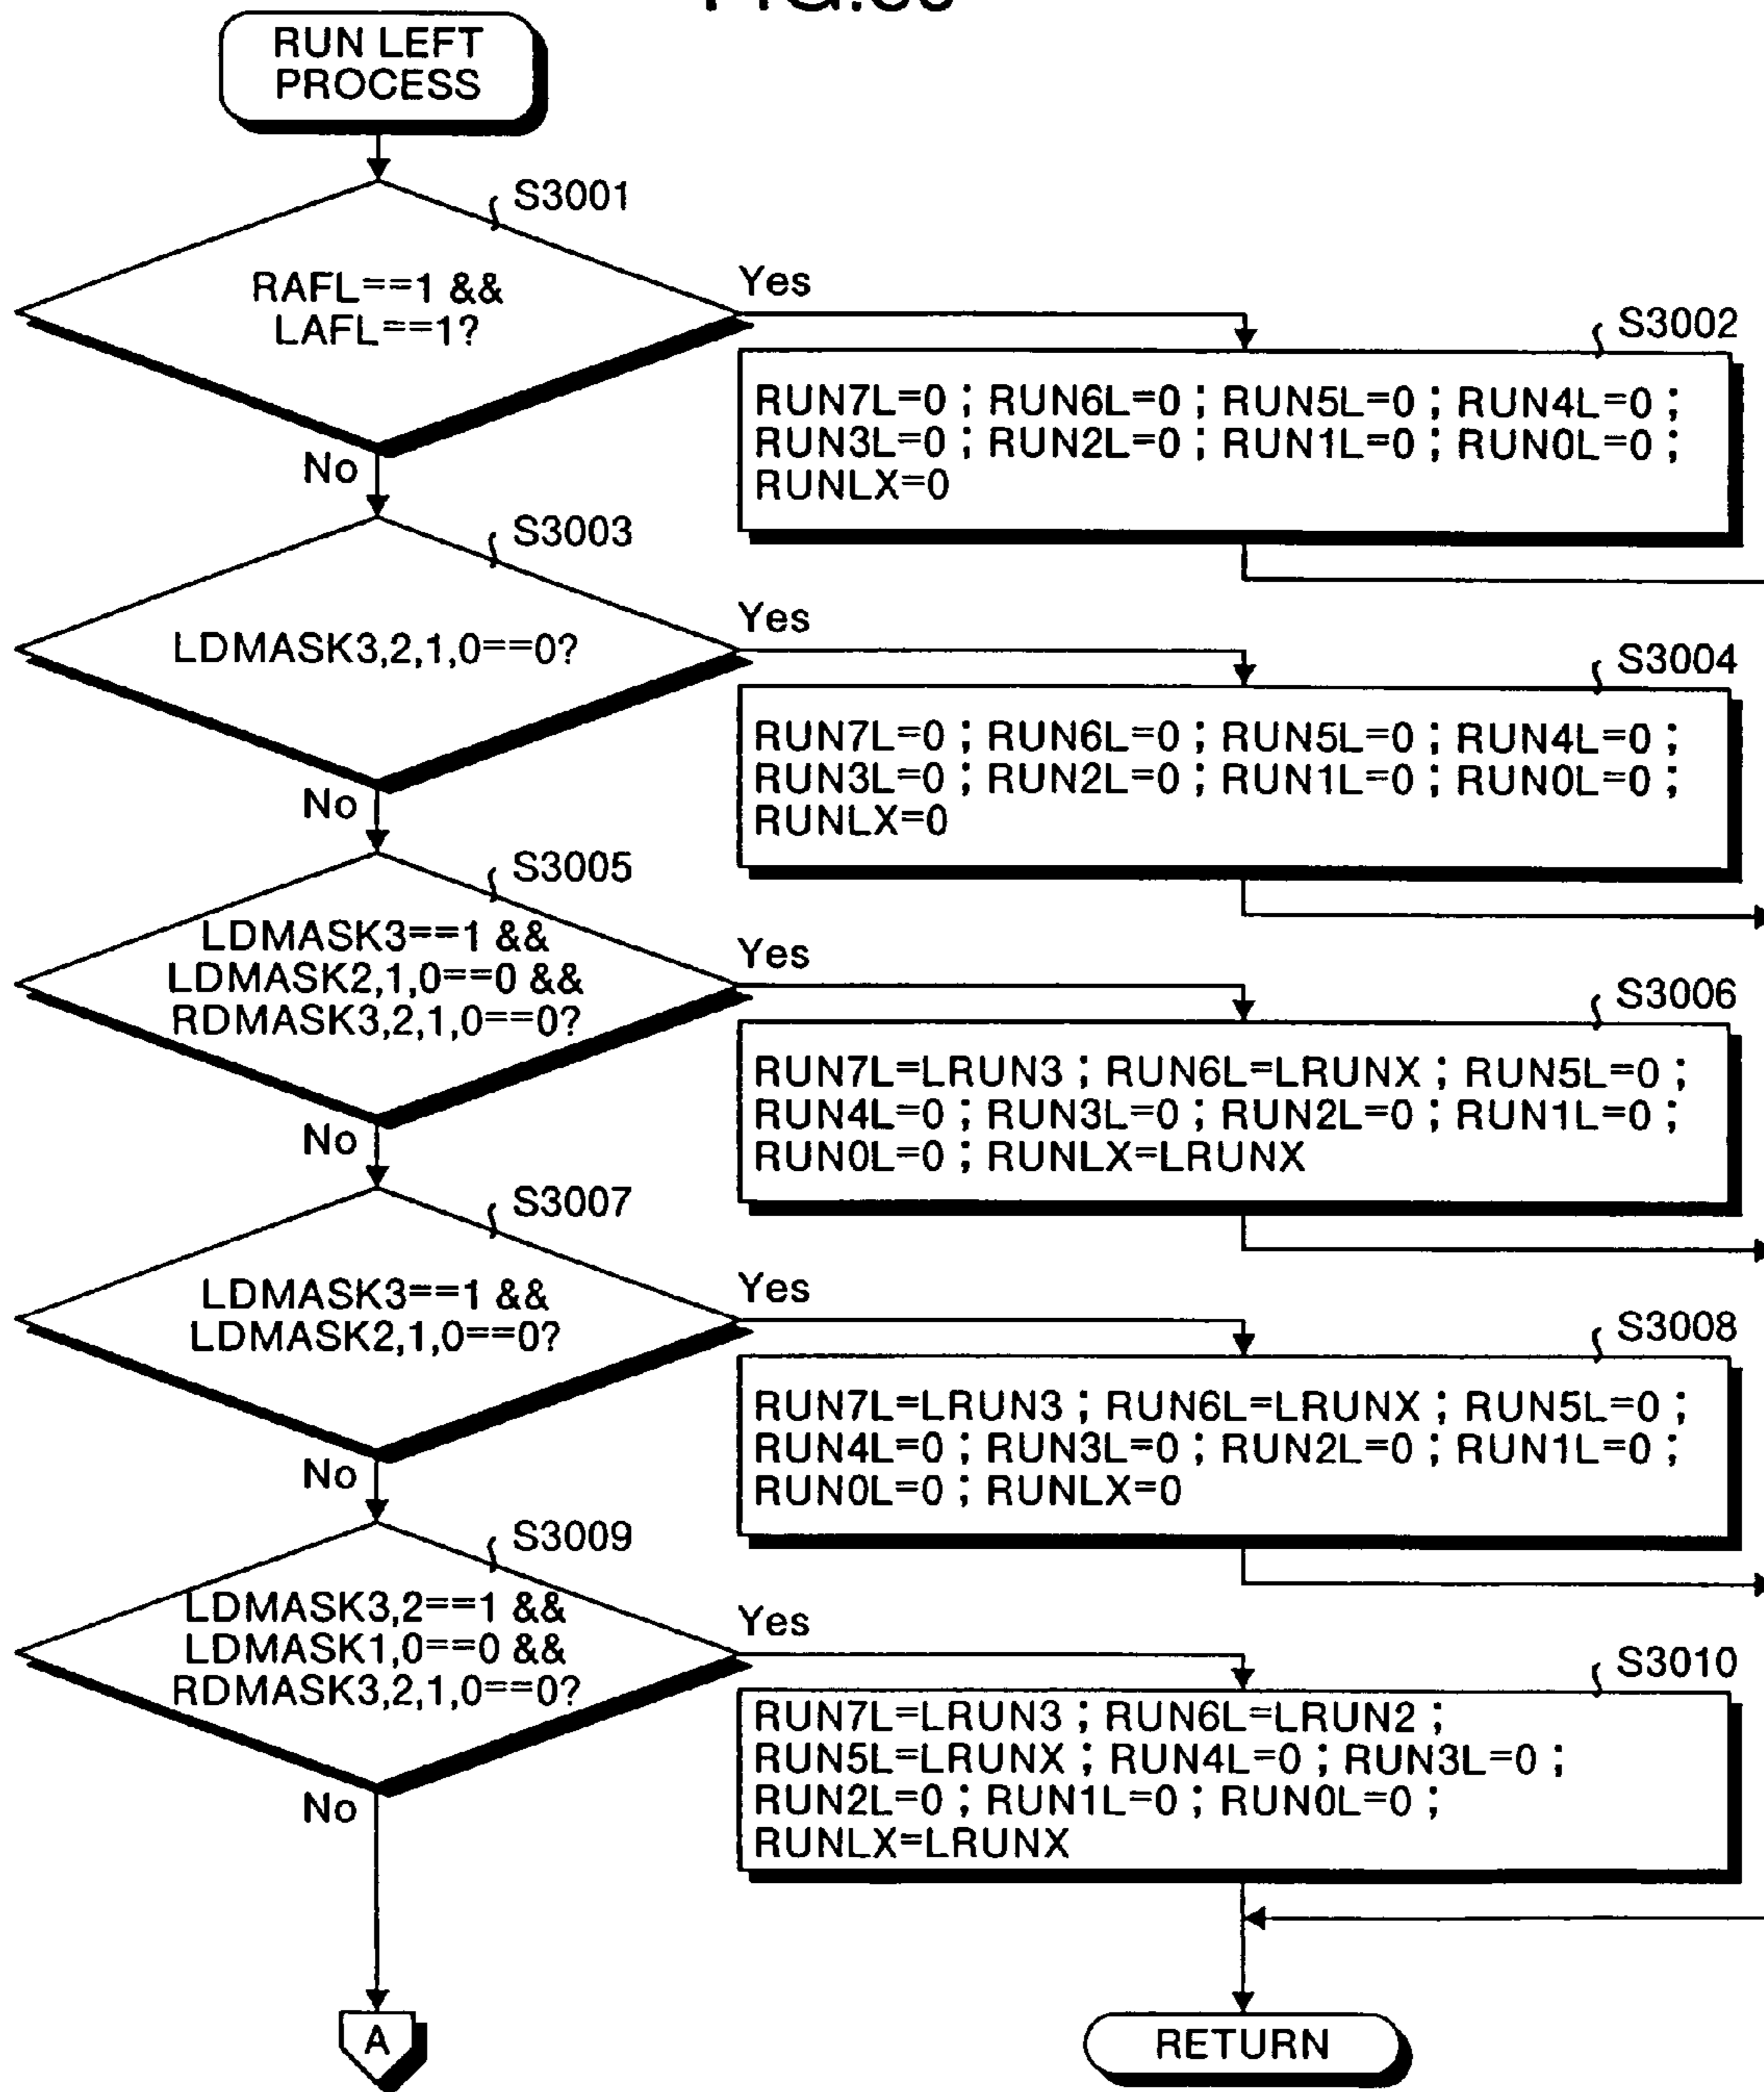 RUN LEFT
PROCESS
S3001
RAFL==1 &&
LAFL==1?
Yes
No
S3002
RUN7L=0 ; RUN6L=0 ; RUN5L=0 ; RUN4L=0 ;
RUN3L=0 ; RUN2L=0 ; RUN1L=0 ; RUN0L=0 ;
RUNLX=0
S3003
LDMASK3,2,1,0==0?
Yes
No
S3004
RUN7L=0 ; RUN6L=0 ; RUN5L=0 ; RUN4L=0 ;
RUN3L=0 ; RUN2L=0 ; RUN1L=0 ; RUN0L=0 ;
RUNLX=0
S3005
LDMASK3==1 &&
LDMASK2,1,0==0 &&
RDMASK3,2,1,0==0?
Yes
No
S3006
RUN7L=LRUN3 ; RUN6L=LRUNX ; RUN5L=0 ;
RUN4L=0 ; RUN3L=0 ; RUN2L=0 ; RUN1L=0 ;
RUN0L=0 ; RUNLX=LRUNX
S3007
LDMASK3==1 &&
LDMASK2,1,0==0?
Yes
No
S3008
RUN7L=LRUN3 ; RUN6L=LRUNX ; RUN5L=0 ;
RUN4L=0 ; RUN3L=0 ; RUN2L=0 ; RUN1L=0 ;
RUN0L=0 ; RUNLX=0
S3009
LDMASK3,2==1 &&
LDMASK1,0==0 &&
RDMASK3,2,1,0==0?
Yes
No
S3010
RUN7L=LRUN3 ; RUN6L=LRUN2 ;
RUN5L=LRUNX ; RUN4L=0 ; RUN3L=0 ;
RUN2L=0 ; RUN1L=0 ; RUN0L=0 ;
RUNLX=LRUNX
A
RETURN